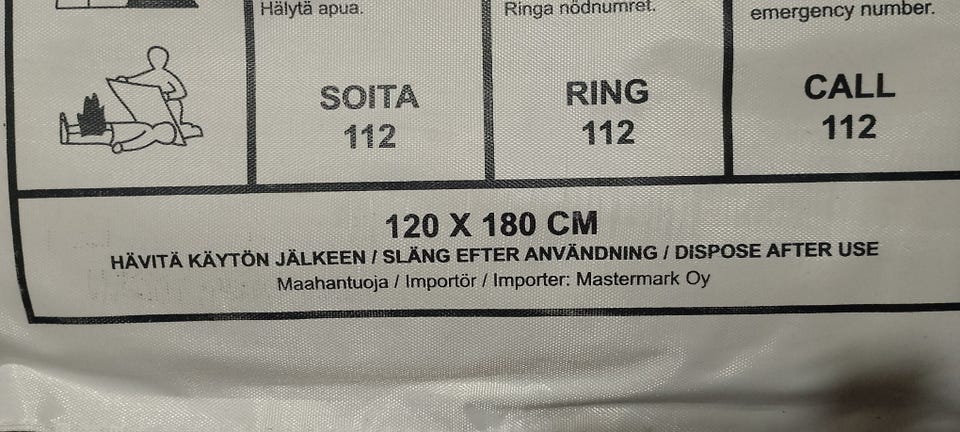 Hälytä apua.
Ringa nödnumret.
emergency number.
SOITA
112
RING
112
CALL
112
120 X 180 CM
HÄVITÄ KÄYTÖN JÄLKEEN / SLÄNG EFTER ANVÄNDNING / DISPOSE AFTER USE
Maahantuoja / Importör / Importer: Mastermark Oy